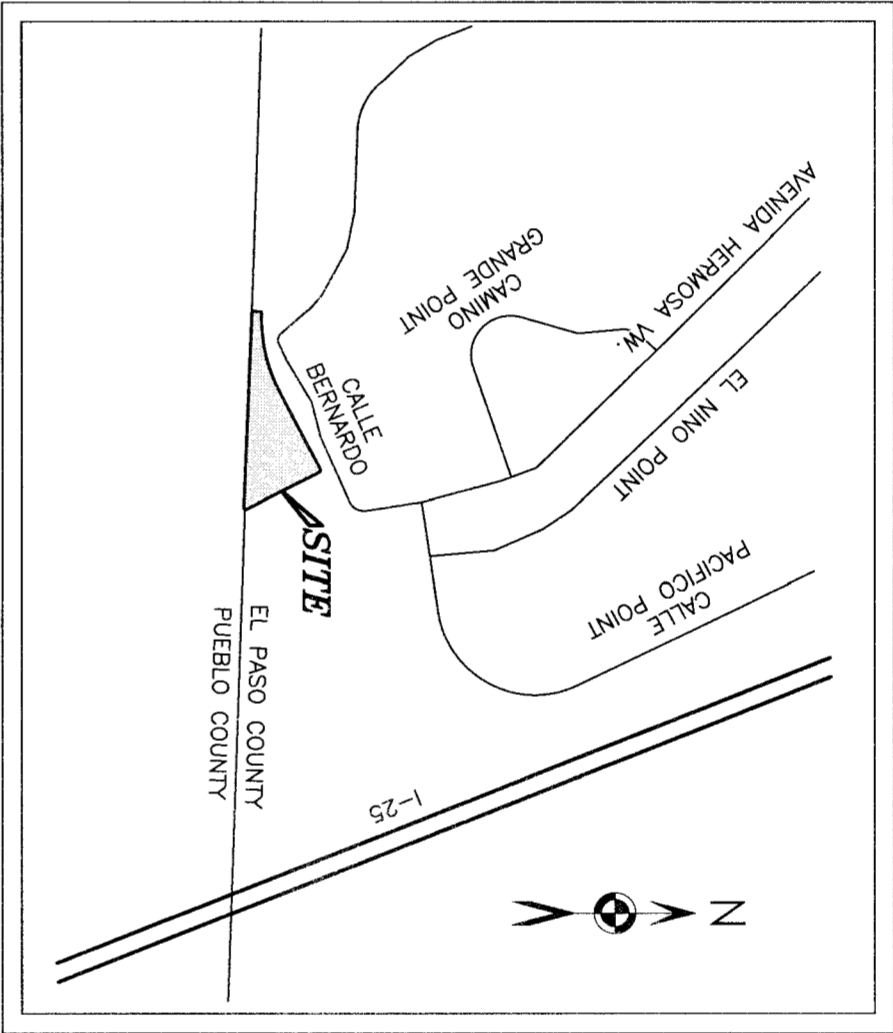 AVENIDA HERMOSA VW.
CAMINO
GRANDE POINT
EL NINO POINT
CALLE
BERNARDO
CALLE
PACIFICO POINT
SITE
EL PASO COUNTY
PUEBLO COUNTY
I-25
N